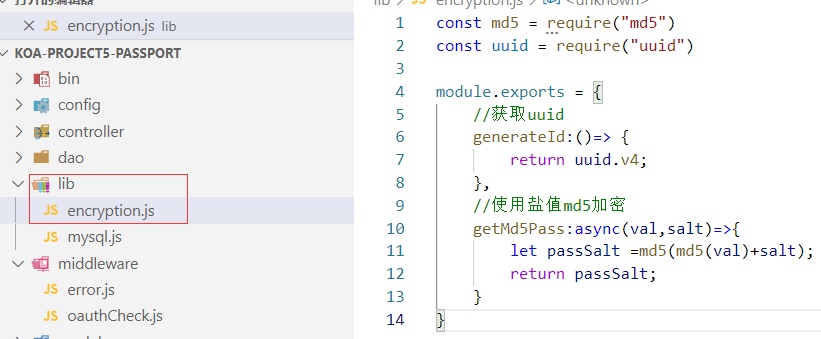 JS encryption.js lib
KOA-PROJECT5-PASSPORT
bin
config
controller
dao
lib
JS encryption.js
JS mysql.js
middleware
JS error.js
JS oauthCheck.js
lib > JS encryption.js > <unknown>
1 const md5 = require("md5")
2 const uuid = require("uuid")
3
4 module.exports = {
5 //获取uuid
6 generateId:()=> {
7 return uuid.v4;
8 },
9 //使用盐值md5加密
10 getMd5Pass:async(val,salt)=>{
11 let passSalt =md5(md5(val)+salt);
12 return passSalt;
13 }
14 }